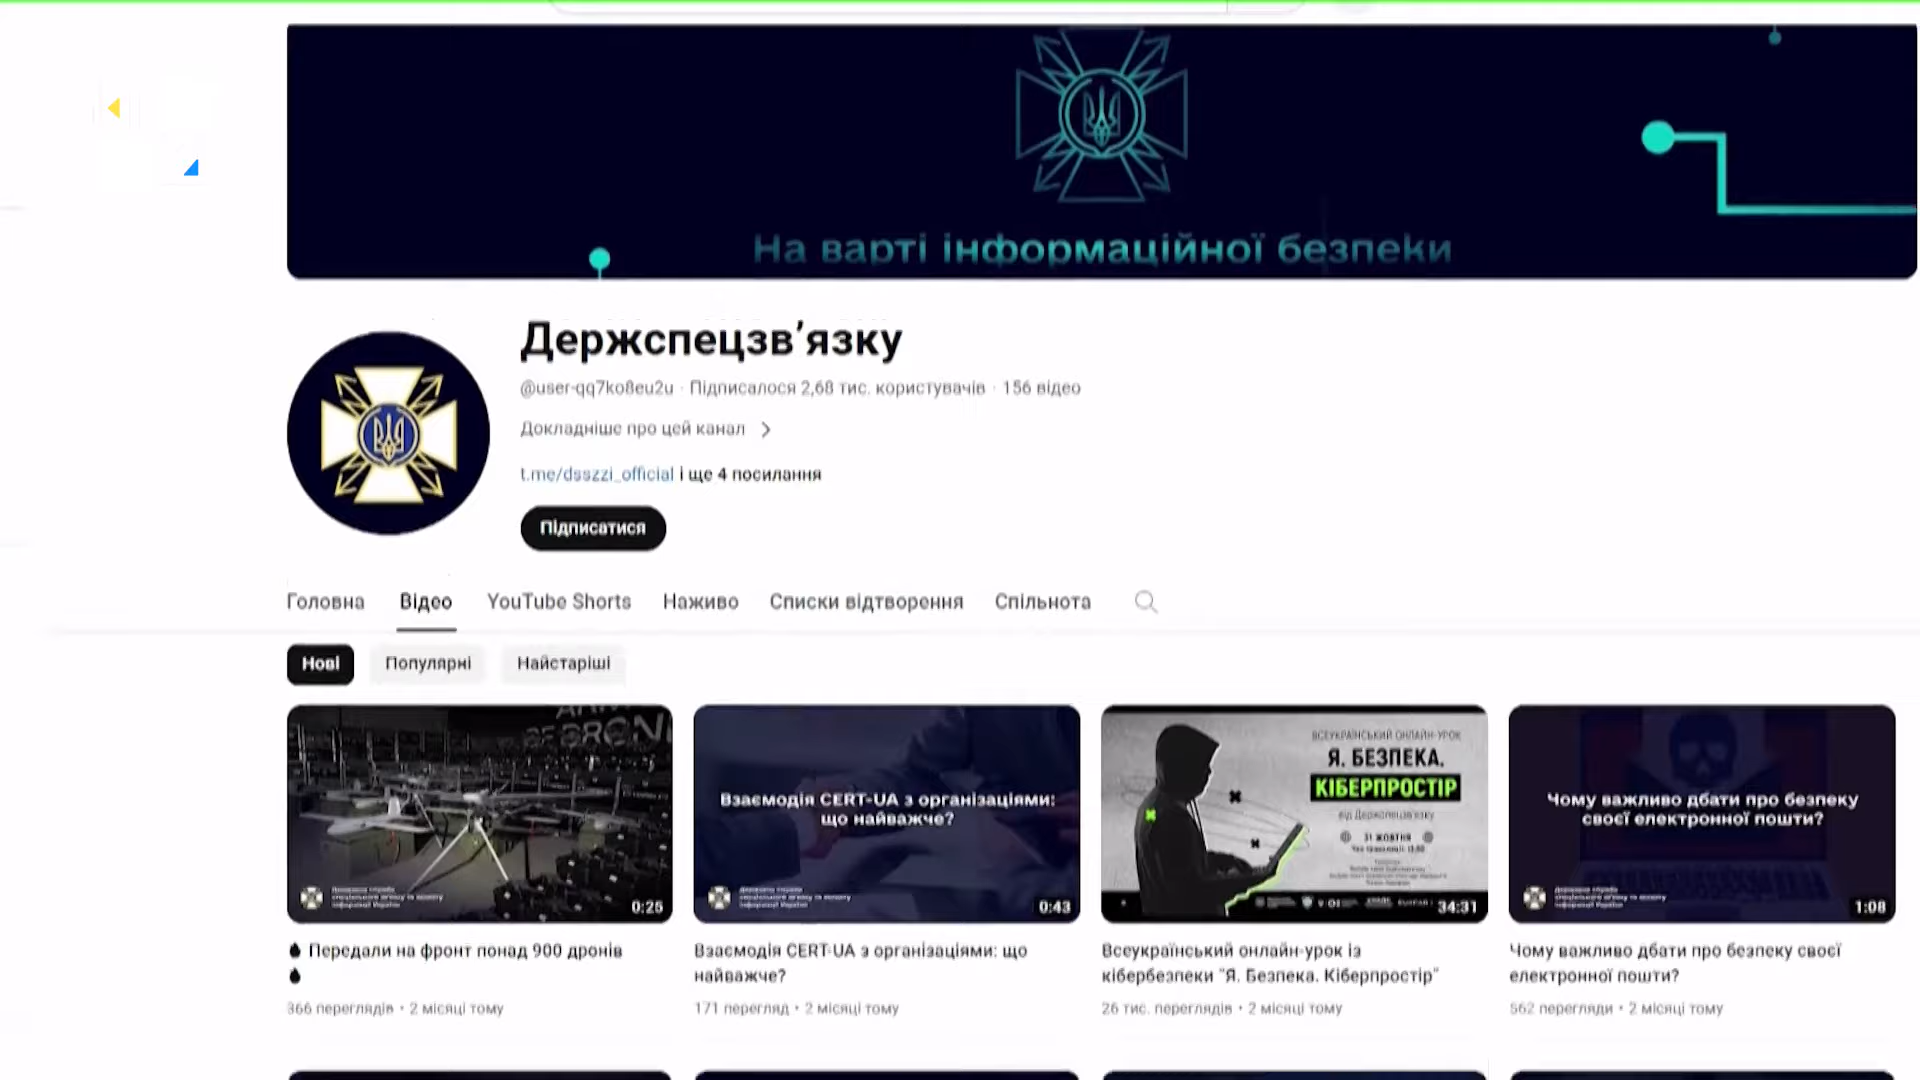 На варті інформаційної безпеки
Держспецзв’язку
@user-qq7ko8eu2u · Підписалося 2,68 тис. користувачів · 156 відео
Докладніше про цей канал
t.me/dsszzi_official і ще 4 посилання
Підписатися
Головна Відео YouTube Shorts Наживо Списки відтворення Спільнота
Нові Популярні Найстаріші
0:25
Взаємодія CERT-UA з організаціями:
що найважче?
0:43
ВСЕУКРАЇНСЬКИЙ ОНЛАЙН-УРОК
Я. БЕЗПЕКА.
КІБЕРПРОСТІР
від Держспецзв'язку
31 ЖОВТНЯ
34:31
Чому важливо дбати про безпеку
своєї електронної пошти?
1:08
Передали на фронт понад 900 дронів
366 переглядів • 2 місяці тому
Взаємодія CERT-UA з організаціями: що
найважче?
171 перегляд • 2 місяці тому
Всеукраїнський онлайн-урок із
кібербезпеки "Я. Безпека. Кіберпростір"
26 тис. переглядів • 2 місяці тому
Чому важливо дбати про безпеку своєї
електронної пошти?
562 перегляди • 2 місяці тому